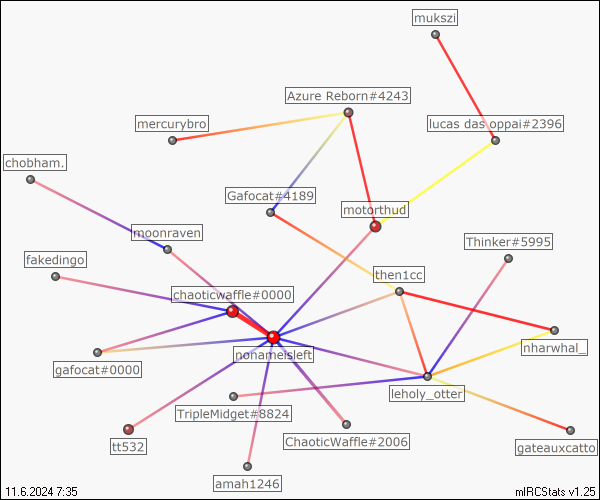 mukszi
Azure Reborn#4243
mercurybro
lucas das oppai#2396
chobham.
Gafocat#4189
motorthud
moonraven
Thinker#5995
fakedingo
then1cc
chaoticwaffle#0000
nonameisleft
nharwhal_
gafocat#0000
leholy_otter
TripleMidget#8824
ChaoticWaffle#2006
tt532
gateauxcatto
amah1246
11.6.2024 7:35
mIRCStats v1.25